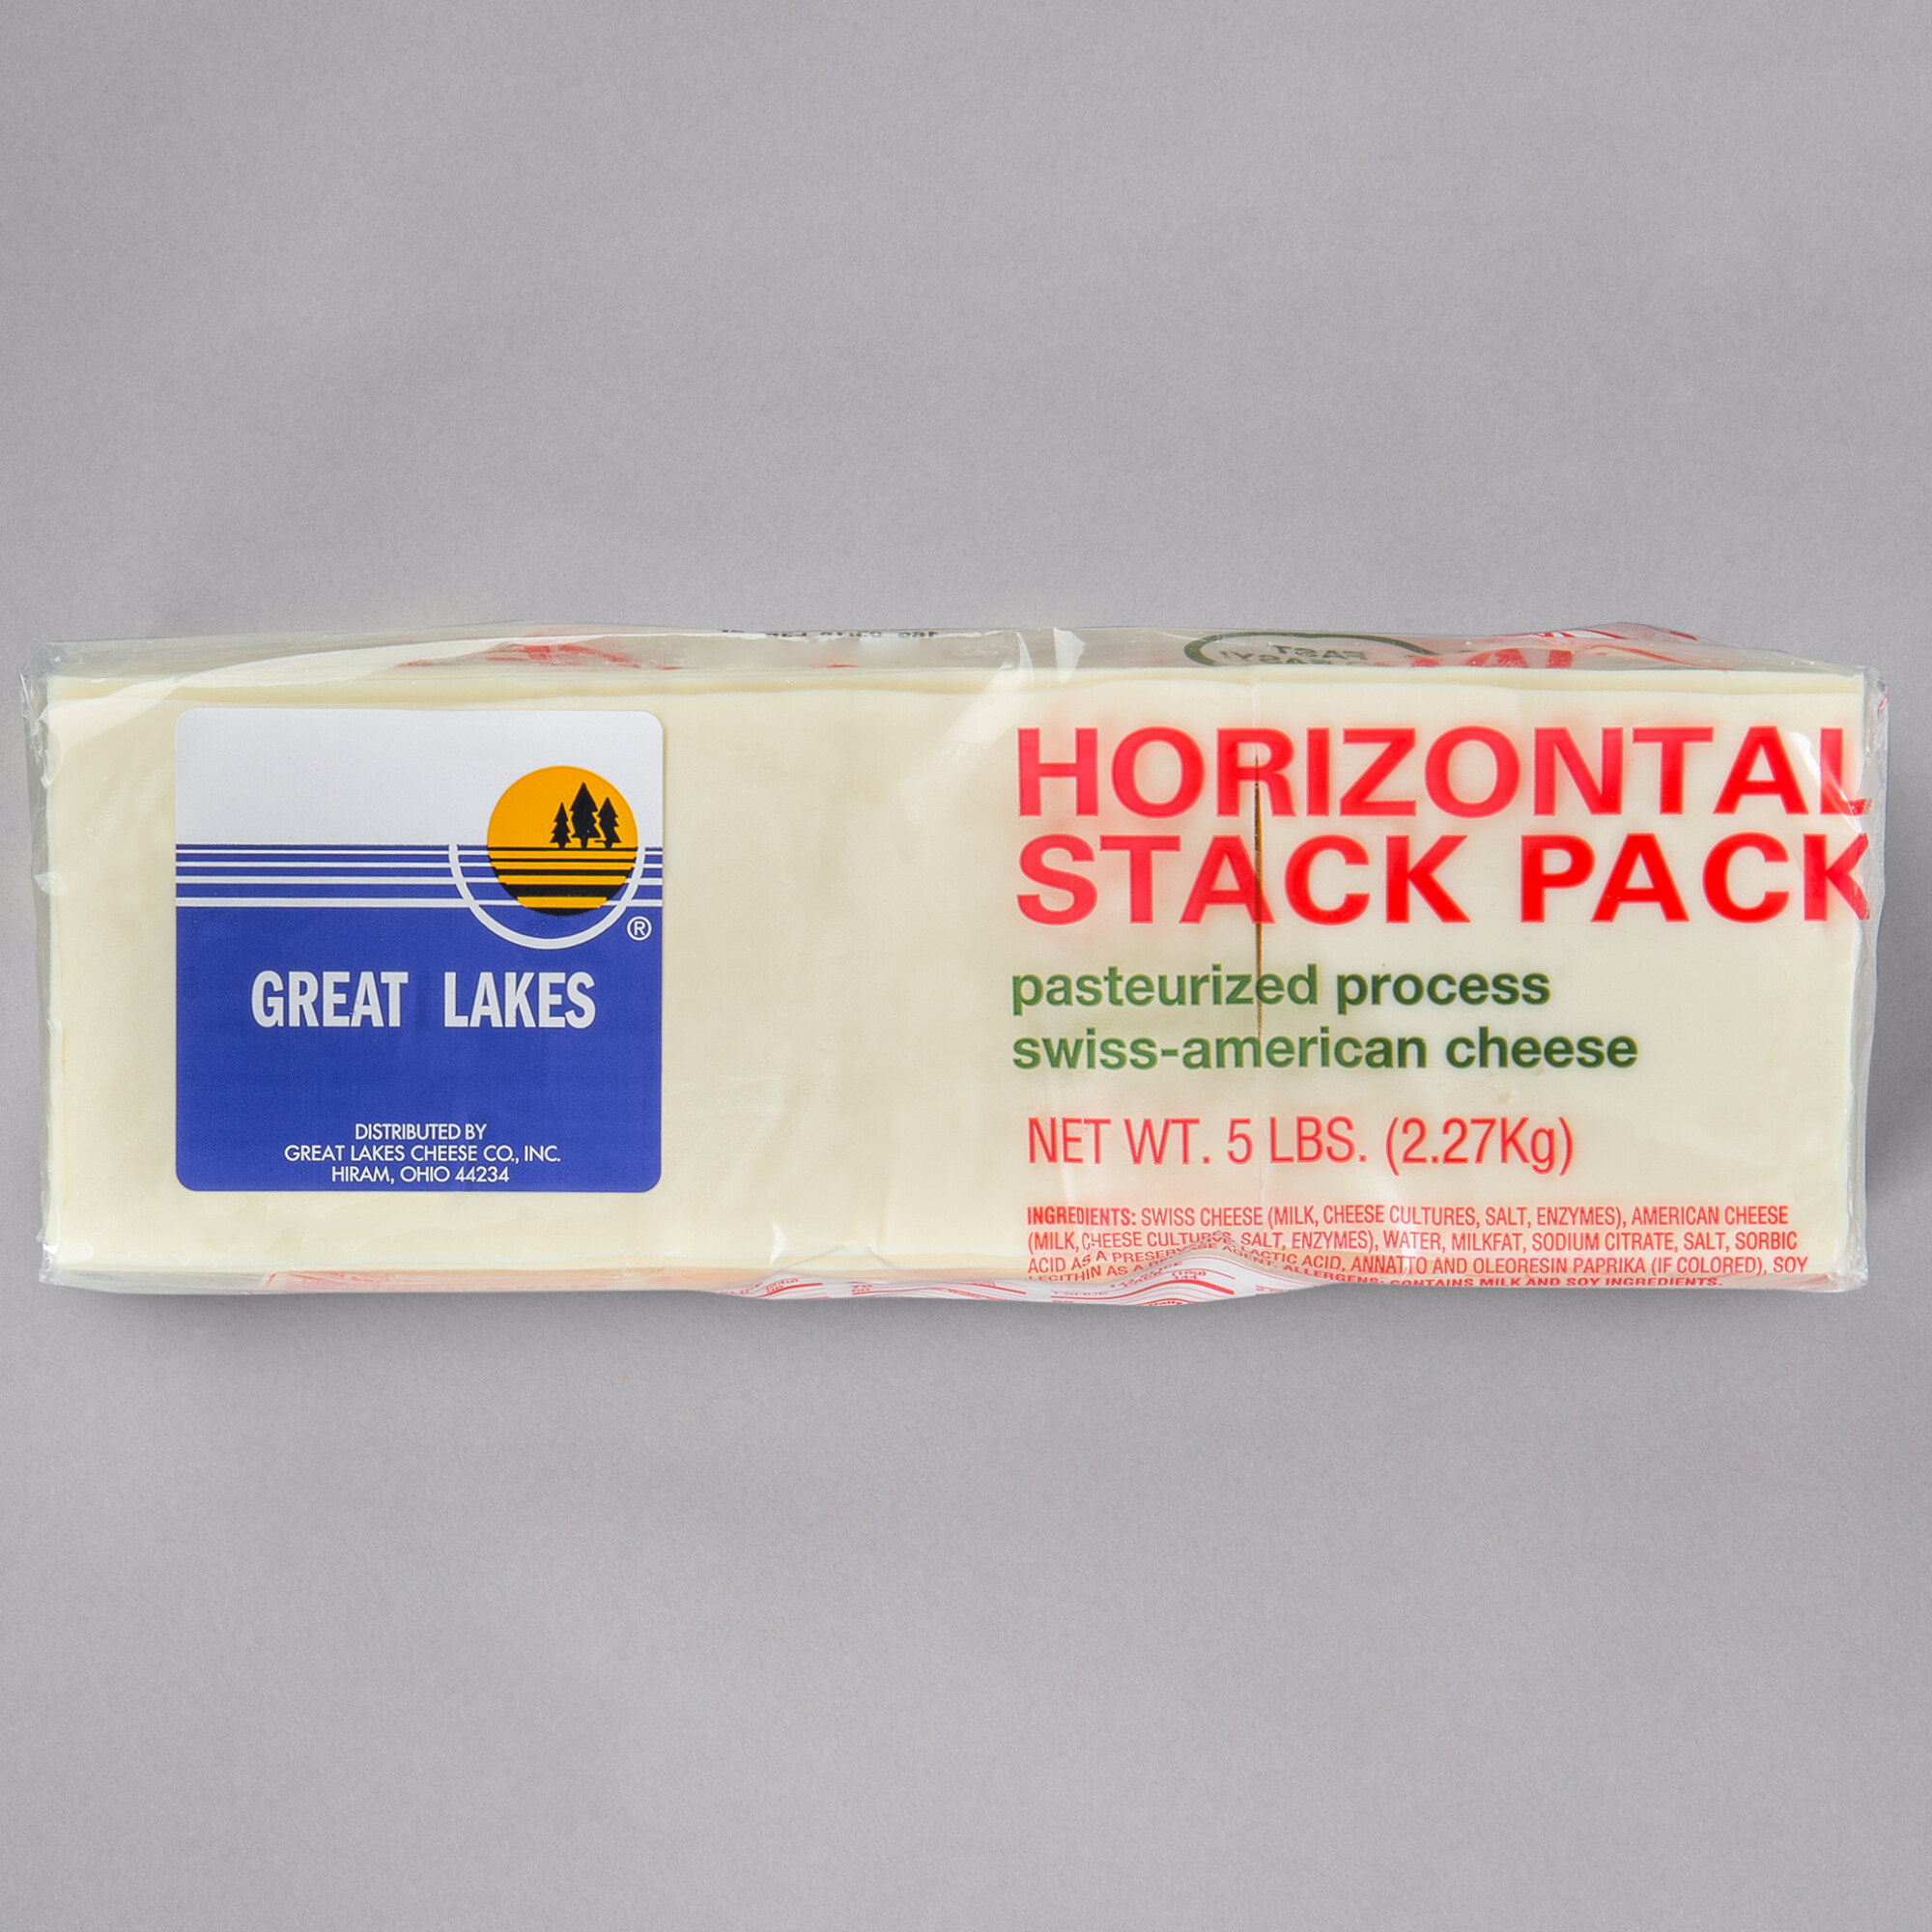 GREAT LAKES
®
DISTRIBUTED BY
GREAT LAKES CHEESE CO., INC.
HIRAM, OHIO 44234
FAST
EASY!
HORIZONTAL
STACK PACK
pasteurized process
swiss-american cheese
NET WT. 5 LBS. (2.27Kg)
INGREDIENTS: SWISS CHEESE (MILK, CHEESE CULTURES, SALT, ENZYMES), AMERICAN CHEESE
(MILK, CHEESE CULTURES, SALT, ENZYMES), WATER, MILKFAT, SODIUM CITRATE, SALT, SORBIC
ACID AS A PRESERVATIVE, LACTIC ACID, ANNATTO AND OLEORESIN PAPRIKA (IF COLORED), SOY
LECITHIN AS A RELEASE AGENT. ALLERGENS: CONTAINS MILK AND SOY INGREDIENTS.